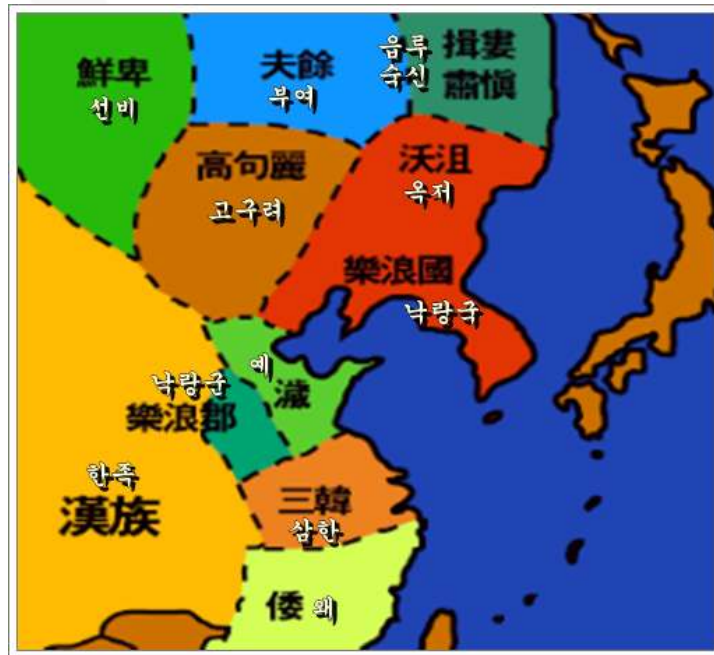 鮮卑
선비
夫餘
부여
읍루
숙신
挹婁
肅愼
高句麗
고구려
沃沮
옥저
樂浪國
낙랑국
예
濊
낙랑군
樂浪郡
한족
漢族
三韓
삼한
倭 왜